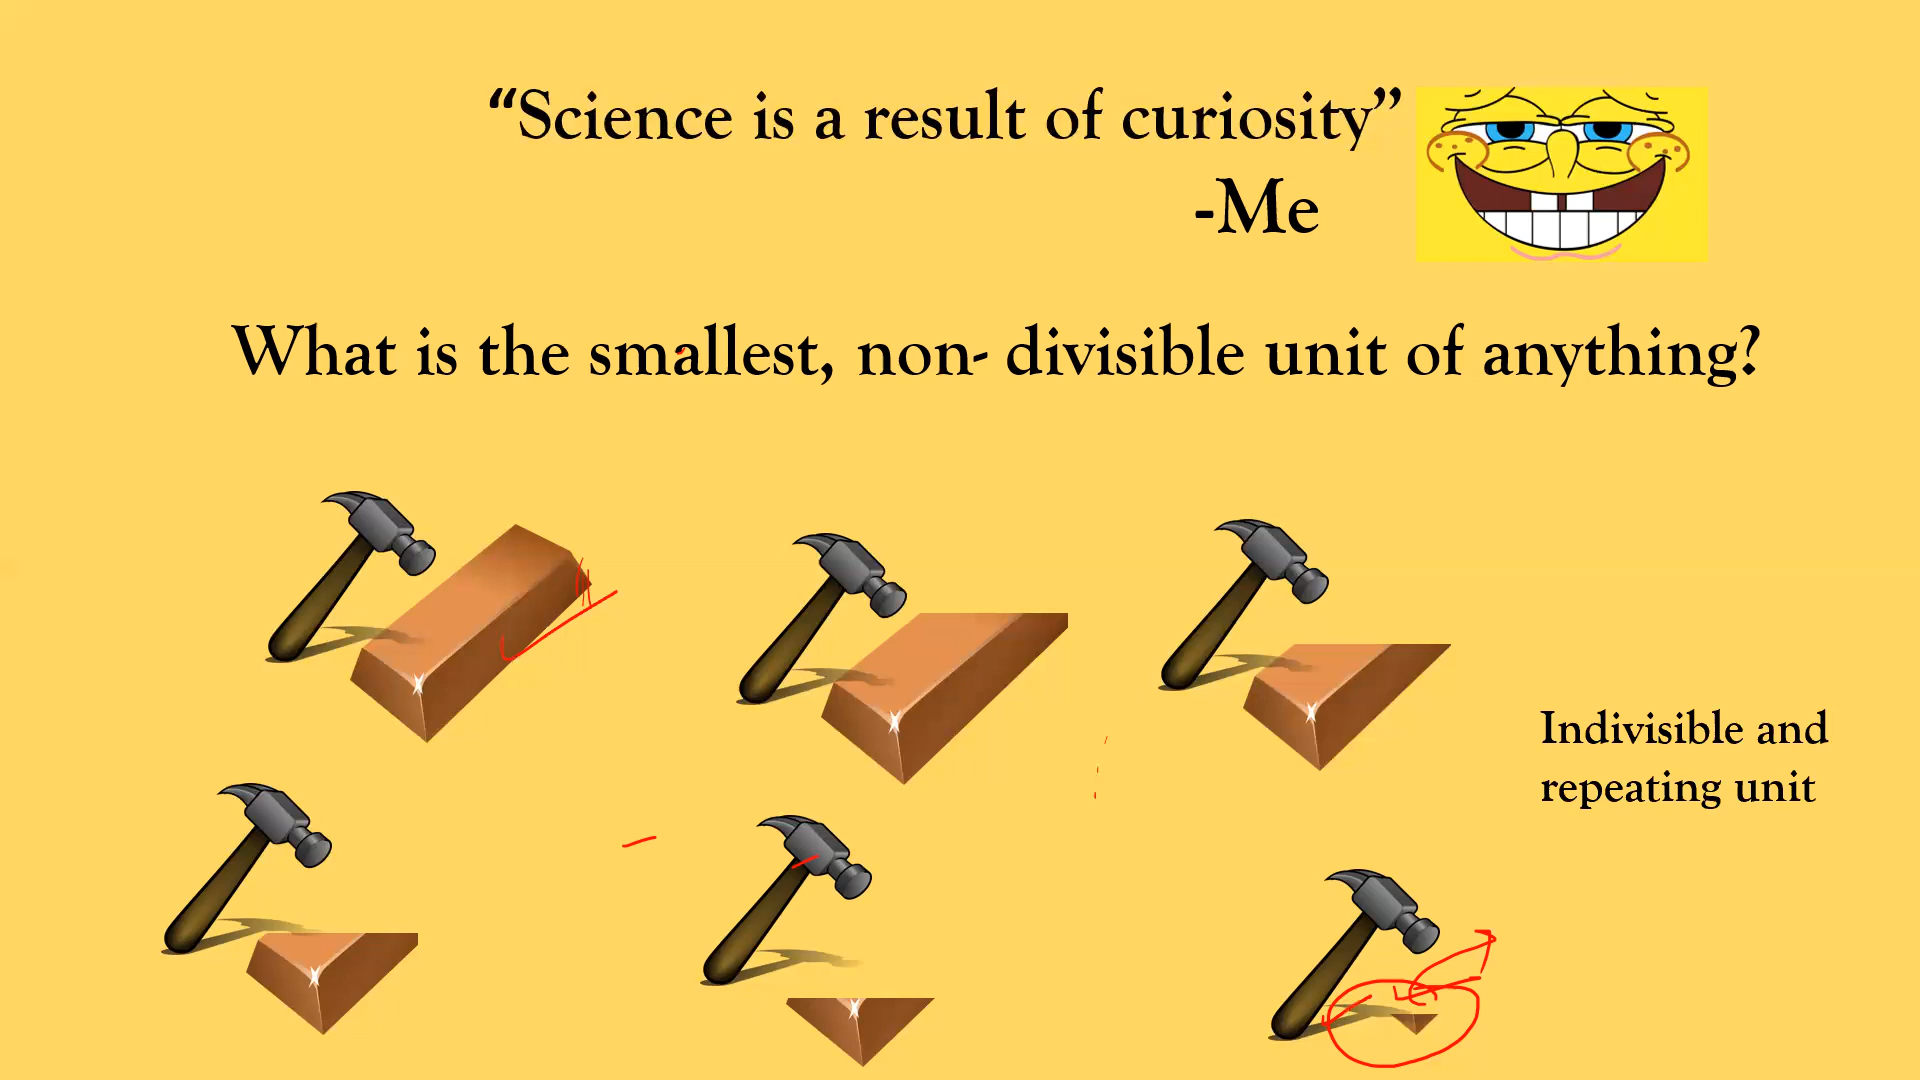 “Science is a result of curiosity”
-Me
What is the smallest, non- divisible unit of anything?
Indivisible and
repeating unit